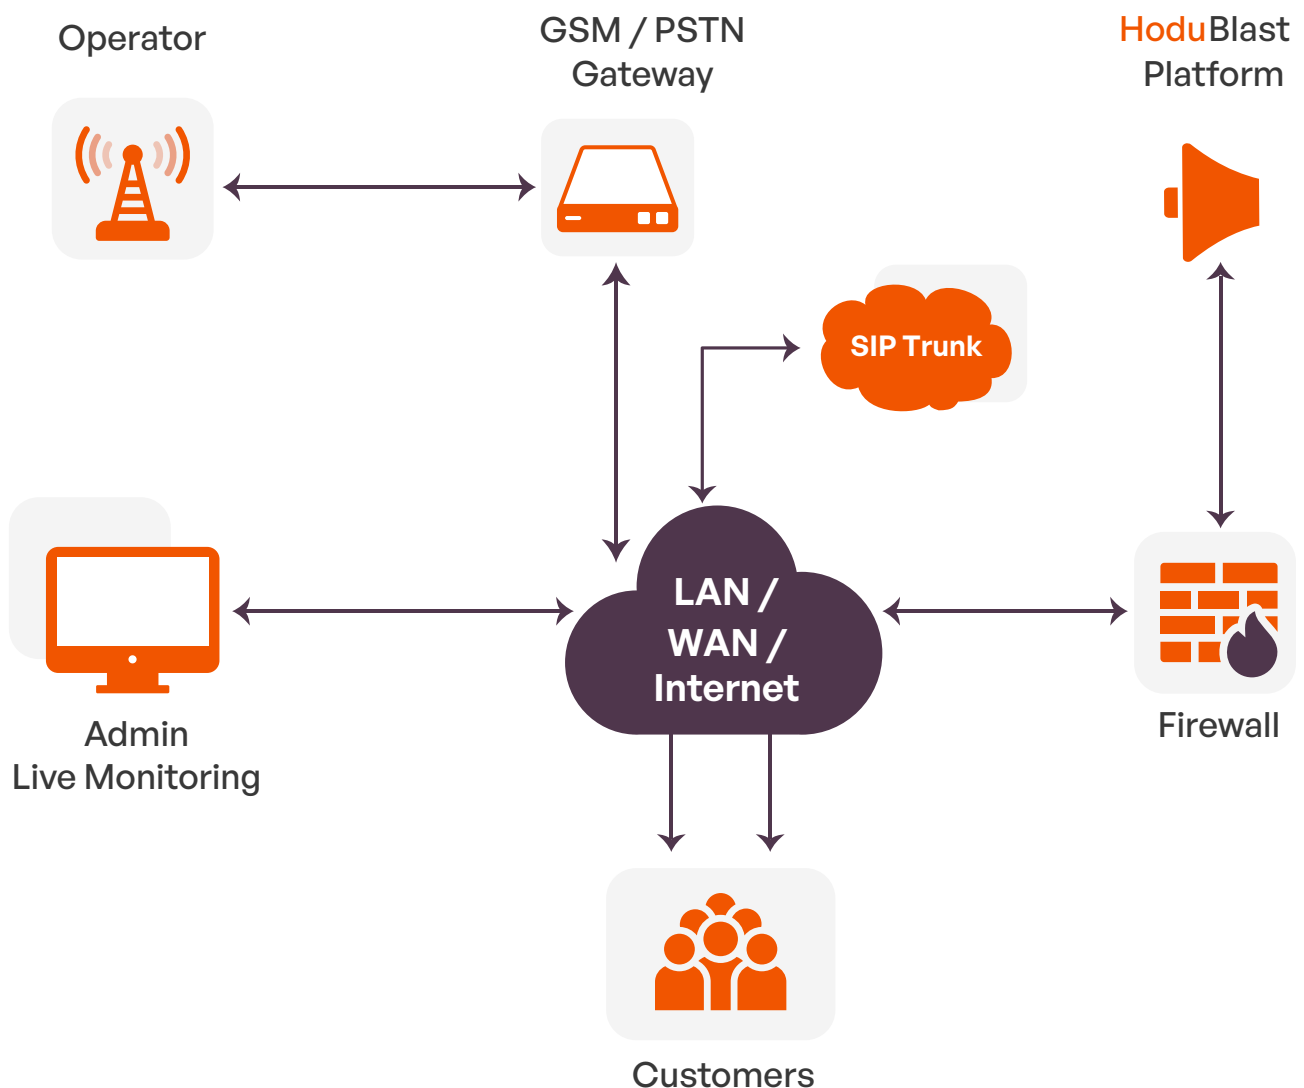 Operator
GSM / PSTN
Gateway
HoduBlast
Platform
SIP Trunk
LAN /
WAN /
Internet
Admin
Live Monitoring
Firewall
Customers